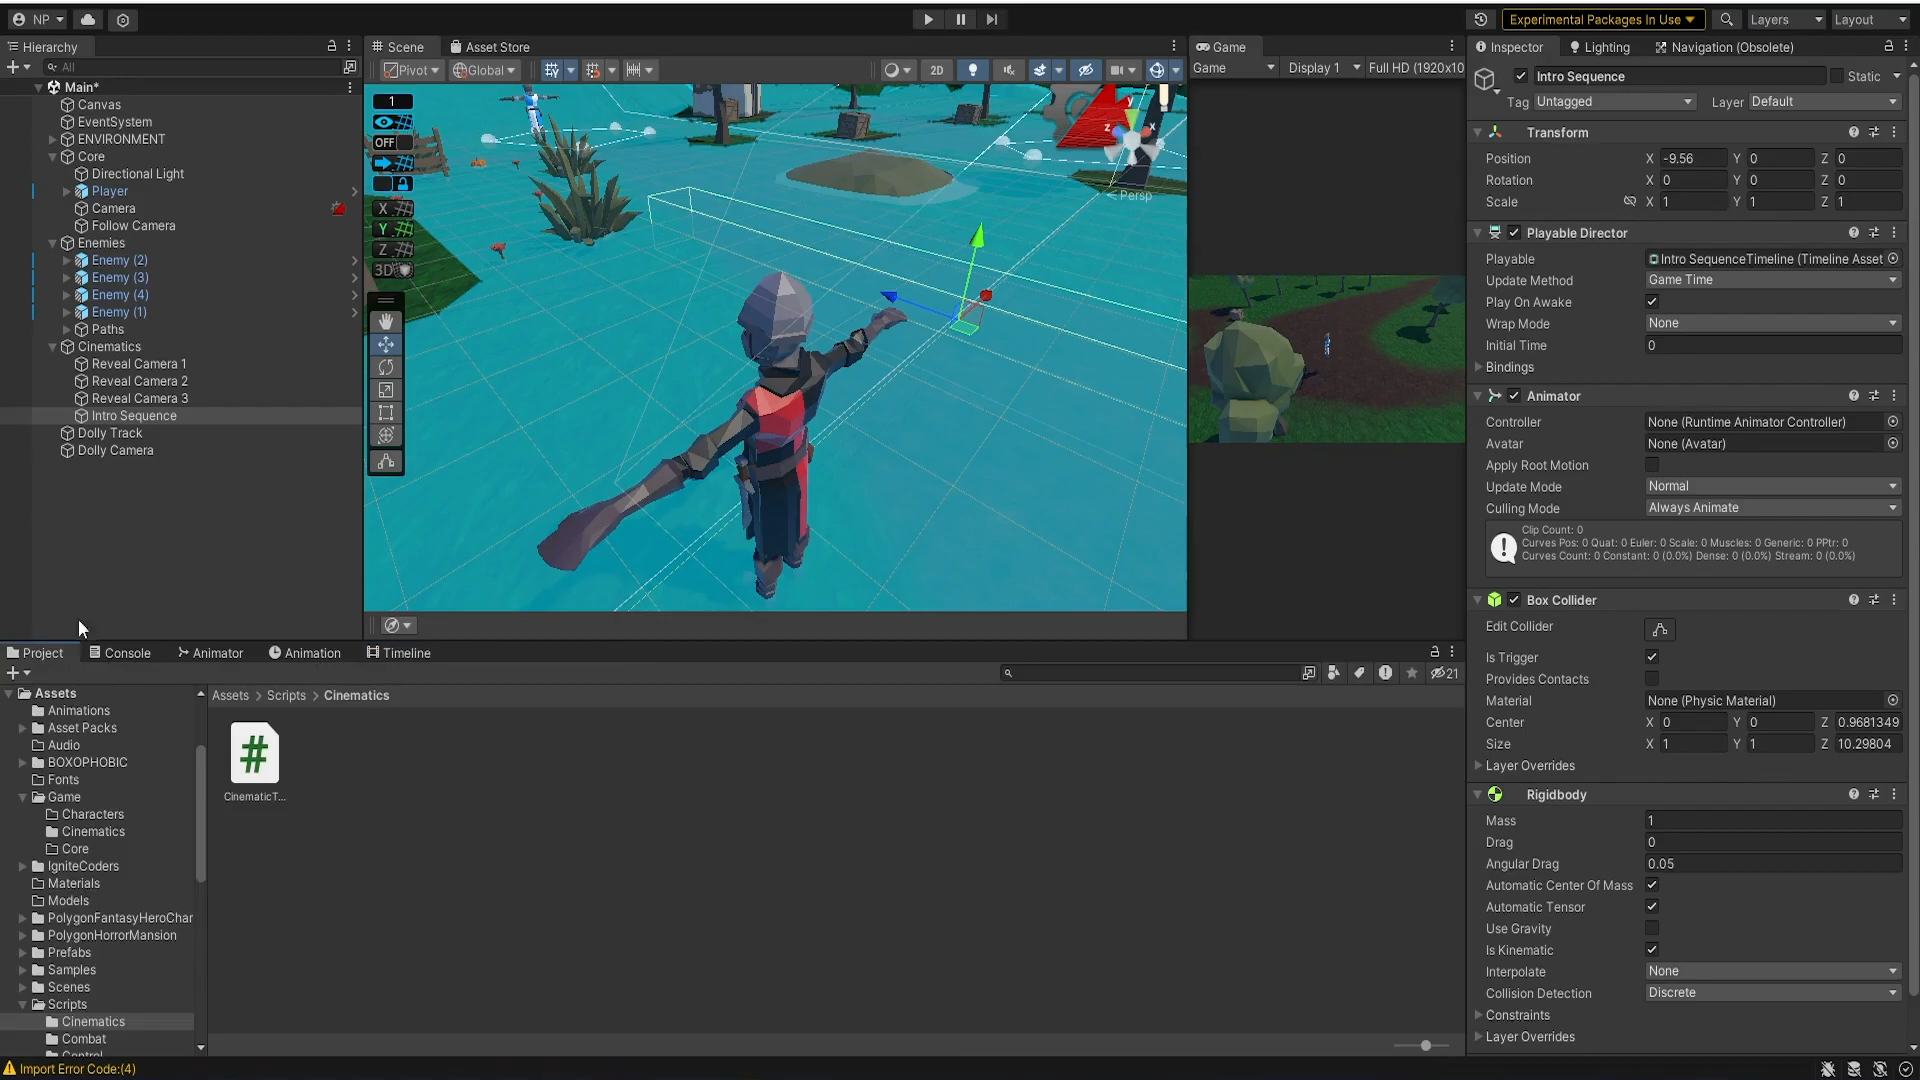 NP
Experimental Packages In Use
Layers
Layout
Hierarchy
Scene
Asset Store
Game
Inspector
Lighting
Navigation (Obsolete)
All
Pivot
Global
2D
Game
Display 1
Full HD (1920x10
Intro Sequence
Static
Tag Untagged
Layer Default
Main*
Canvas
EventSystem
ENVIRONMENT
Core
Directional Light
Player
Camera
Follow Camera
Enemies
Enemy (2)
Enemy (3)
Enemy (4)
Enemy (1)
Paths
Cinematics
Reveal Camera 1
Reveal Camera 2
Reveal Camera 3
Intro Sequence
Dolly Track
Dolly Camera
1
OFF
X
Y
Z
3D
y
z
x
< Persp
Transform
Position X -9.56 Y 0 Z 0
Rotation X 0 Y 0 Z 0
Scale X 1 Y 1 Z 1
Playable Director
Playable Intro SequenceTimeline (Timeline Asset
Update Method Game Time
Play On Awake
Wrap Mode None
Initial Time 0
Bindings
Animator
Controller None (Runtime Animator Controller)
Avatar None (Avatar)
Apply Root Motion
Update Mode Normal
Culling Mode Always Animate
Clip Count: 0
Curves Pos: 0 Quat: 0 Euler: 0 Scale: 0 Muscles: 0 Generic: 0 PPtr: 0
Curves Count: 0 Constant: 0 (0.0%) Dense: 0 (0.0%) Stream: 0 (0.0%)
Box Collider
Edit Collider
Is Trigger
Provides Contacts
Material None (Physic Material)
Center X 0 Y 0 Z 0.9681349
Size X 1 Y 1 Z 10.29804
Layer Overrides
Rigidbody
Mass 1
Drag 0
Angular Drag 0.05
Automatic Center Of Mass
Automatic Tensor
Use Gravity
Is Kinematic
Interpolate None
Collision Detection Discrete
Constraints
Layer Overrides
Project
Console
Animator
Animation
Timeline
21
Assets
Animations
Asset Packs
Audio
BOXOPHOBIC
Fonts
Game
Characters
Cinematics
Core
IgniteCoders
Materials
Models
PolygonFantasyHeroChar
PolygonHorrorMansion
Prefabs
Samples
Scenes
Scripts
Cinematics
Combat
Assets > Scripts > Cinematics
#
CinematicT...
Import Error Code:(4)